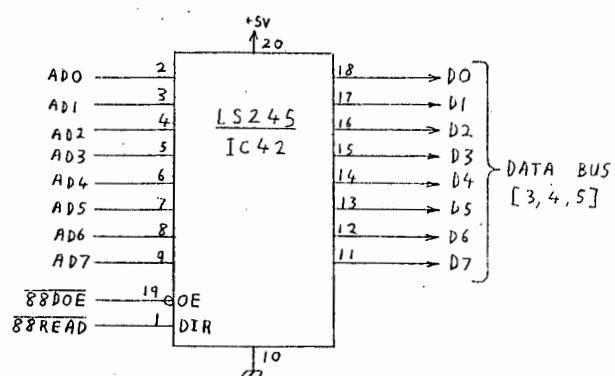 +5V
20
AD0 2 18 D0
AD1 3 17 D1
AD2 4 16 D2
AD3 5 15 D3
AD4 6 14 D4
AD5 7 13 D5
AD6 8 12 D6
AD7 9 11 D7
LS245
IC42
DATA BUS
[3,4,5]
88DOE 19 OE
88READ 1 DIR
10